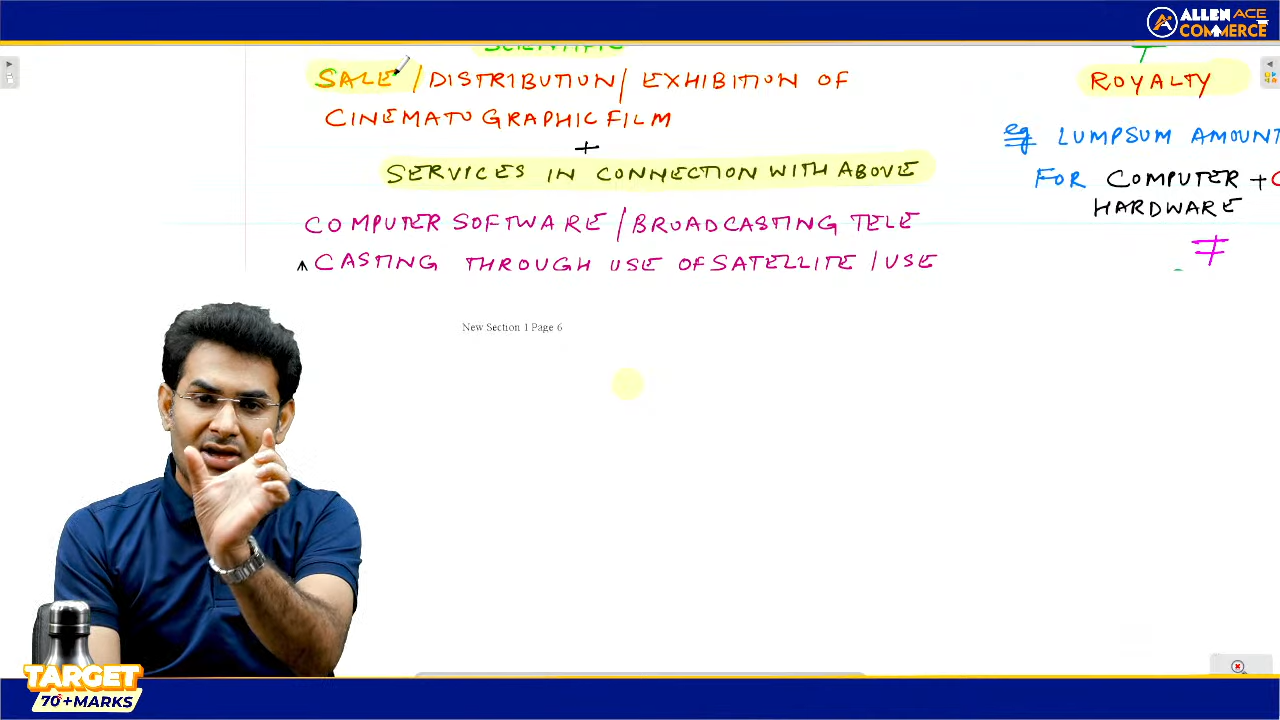 ALLEN ACE
COMMERCE
SCIENTIFIC
SALE / DISTRIBUTION / EXHIBITION OF
CINEMATOGRAPHIC FILM
+
SERVICES IN CONNECTION WITH ABOVE
COMPUTER SOFTWARE / BROADCASTING TELE
CASTING THROUGH USE OF SATELLITE / USE
ROYALTY
eg LUMPSUM AMOUNT
FOR COMPUTER +
HARDWARE
≠
New Section 1 Page 6
TARGET
70+MARKS